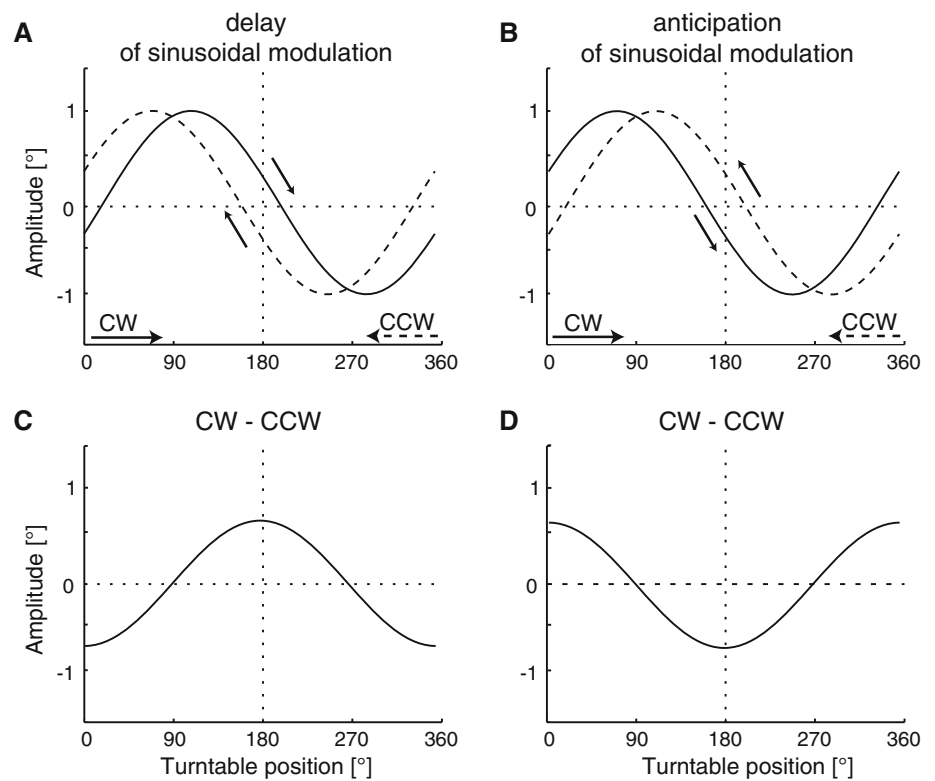 A
delay
of sinusoidal modulation
Amplitude [°]
1
0
-1
CW
CCW
0 90 180 270 360
B
anticipation
of sinusoidal modulation
1
0
-1
CW
CCW
0 90 180 270 360
C
CW - CCW
Amplitude [°]
1
0
-1
0 90 180 270 360
Turntable position [°]
D
CW - CCW
1
0
-1
0 90 180 270 360
Turntable position [°]